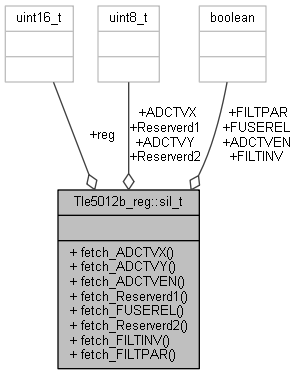 uint16_t
uint8_t
boolean
+reg
+ADCTVX
+Reserverd1
+ADCTVY
+Reserverd2
+FILTPAR
+FUSEREL
+ADCTVEN
+FILTINV
Tle5012b_reg::sil_t
+ fetch_ADCTVX()
+ fetch_ADCTVY()
+ fetch_ADCTVEN()
+ fetch_Reserverd1()
+ fetch_FUSEREL()
+ fetch_Reserverd2()
+ fetch_FILTINV()
+ fetch_FILTPAR()